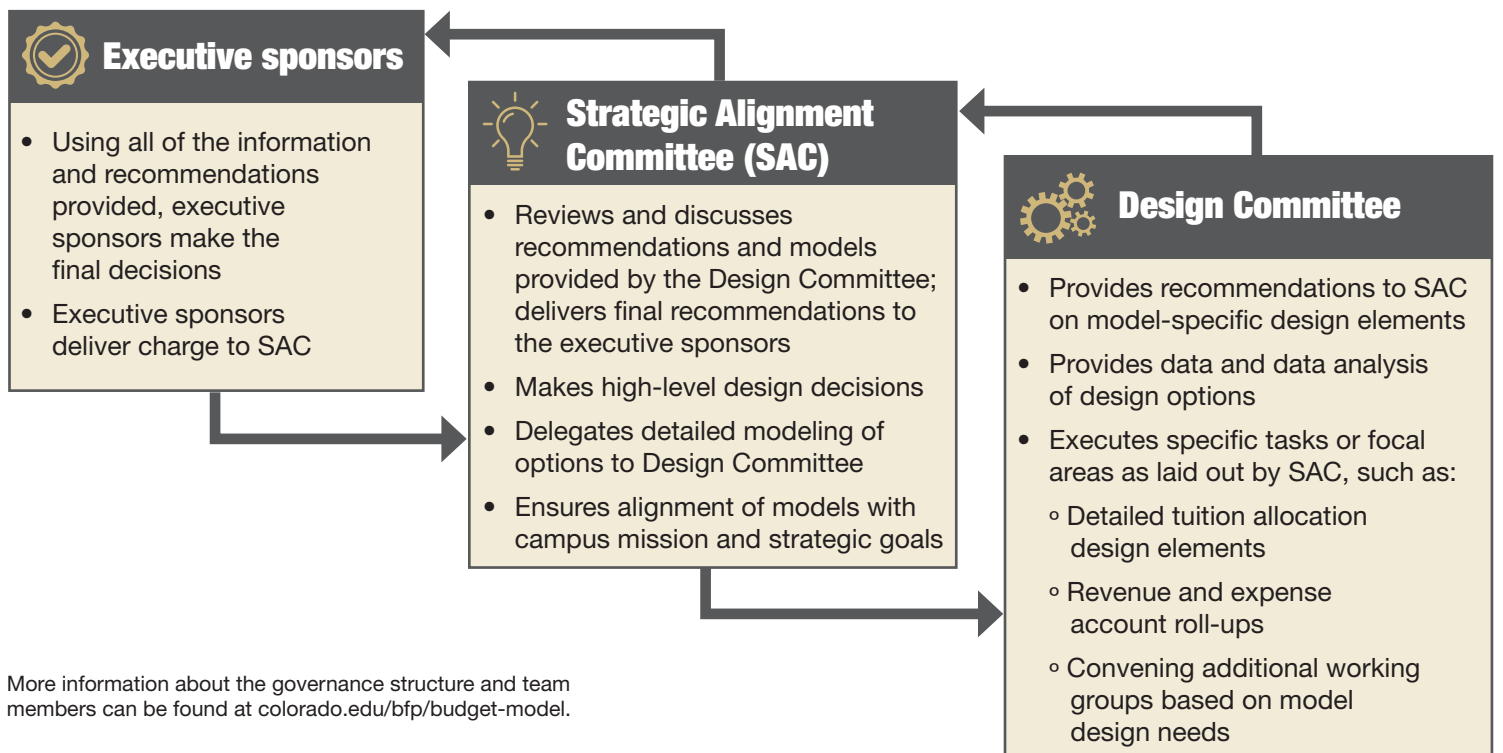 Executive sponsors
• Using all of the information
and recommendations
provided, executive
sponsors make the
final decisions
• Executive sponsors
deliver charge to SAC
Strategic Alignment
Committee (SAC)
• Reviews and discusses
recommendations and models
provided by the Design Committee;
delivers final recommendations to
the executive sponsors
• Makes high-level design decisions
• Delegates detailed modeling of
options to Design Committee
• Ensures alignment of models with
campus mission and strategic goals
Design Committee
• Provides recommendations to SAC
on model-specific design elements
• Provides data and data analysis
of design options
• Executes specific tasks or focal
areas as laid out by SAC, such as:
º Detailed tuition allocation
design elements
º Revenue and expense
account roll-ups
º Convening additional working
groups based on model
design needs
More information about the governance structure and team
members can be found at colorado.edu/bfp/budget-model.